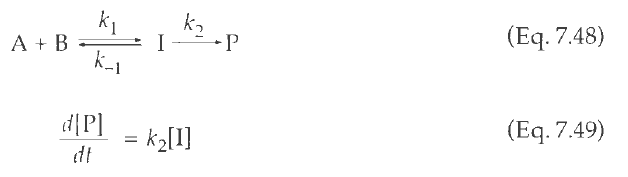 A + B ⇌ I → P (Eq. 7.48)
k₁ k₂
k₋₁
d[P]/dt = k₂[I] (Eq. 7.49)